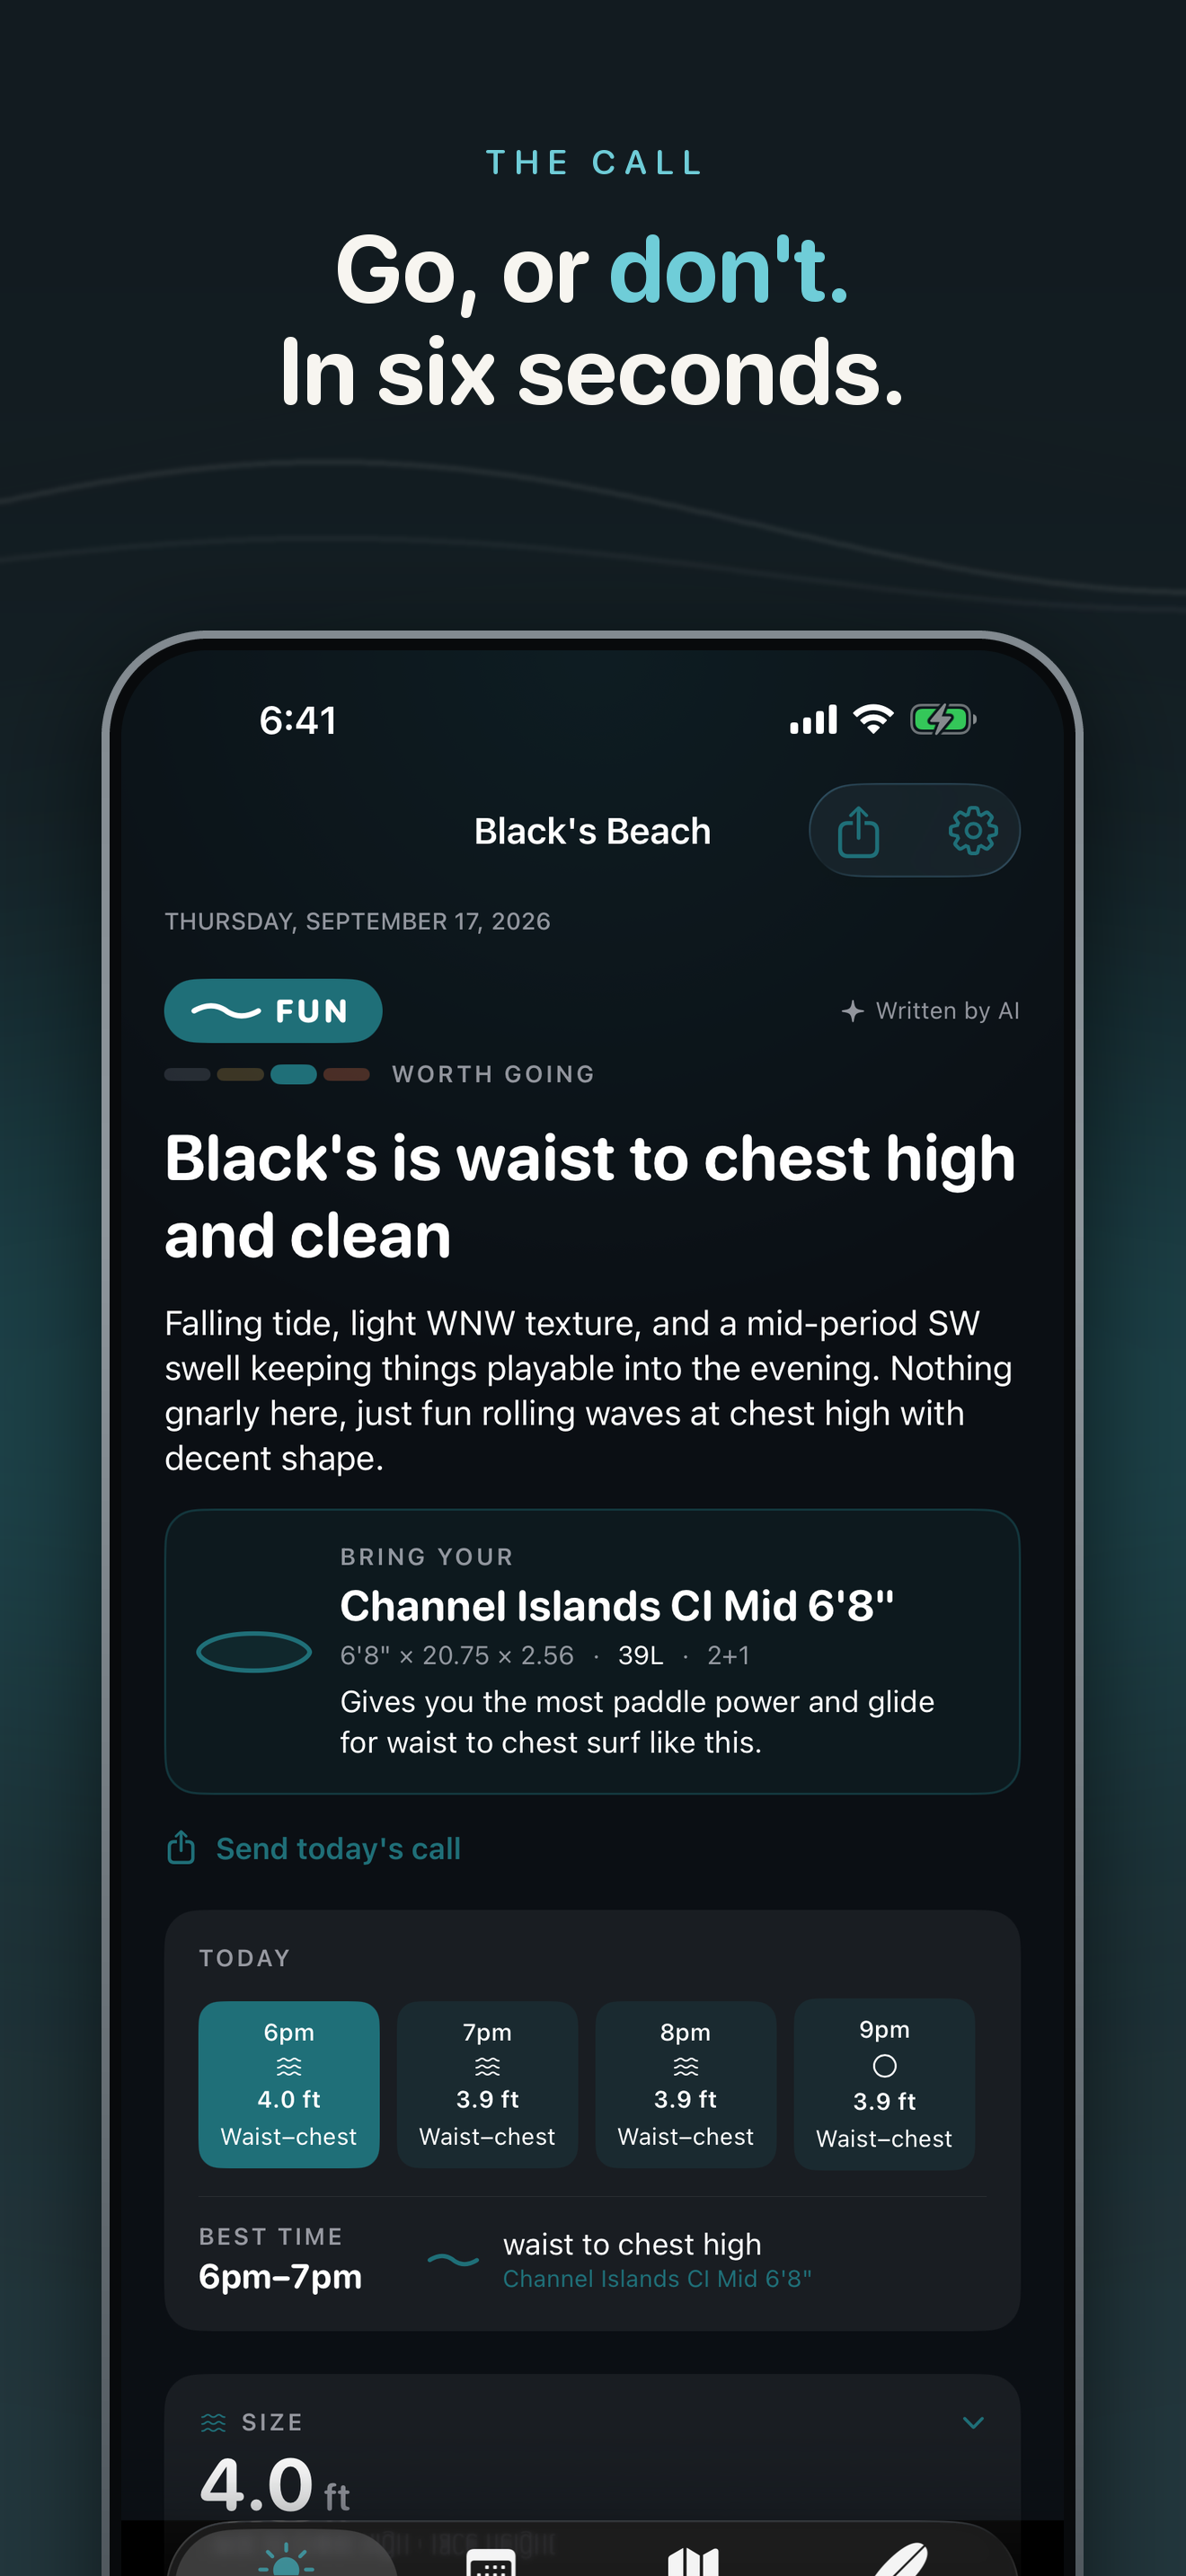 THE CALL
Go, or don't.
In six seconds.
6:41
Black's Beach
THURSDAY, SEPTEMBER 17, 2026
FUN
Written by AI
WORTH GOING
Black's is waist to chest high
and clean
Falling tide, light WNW texture, and a mid-period SW
swell keeping things playable into the evening. Nothing
gnarly here, just fun rolling waves at chest high with
decent shape.
BRING YOUR
Channel Islands CI Mid 6'8"
6'8" × 20.75 × 2.56 · 39L · 2+1
Gives you the most paddle power and glide
for waist to chest surf like this.
Send today's call
TODAY
6pm
4.0 ft
Waist–chest
7pm
3.9 ft
Waist–chest
8pm
3.9 ft
Waist–chest
9pm
3.9 ft
Waist–chest
BEST TIME
6pm–7pm
waist to chest high
Channel Islands CI Mid 6'8"
SIZE
4.0 ft